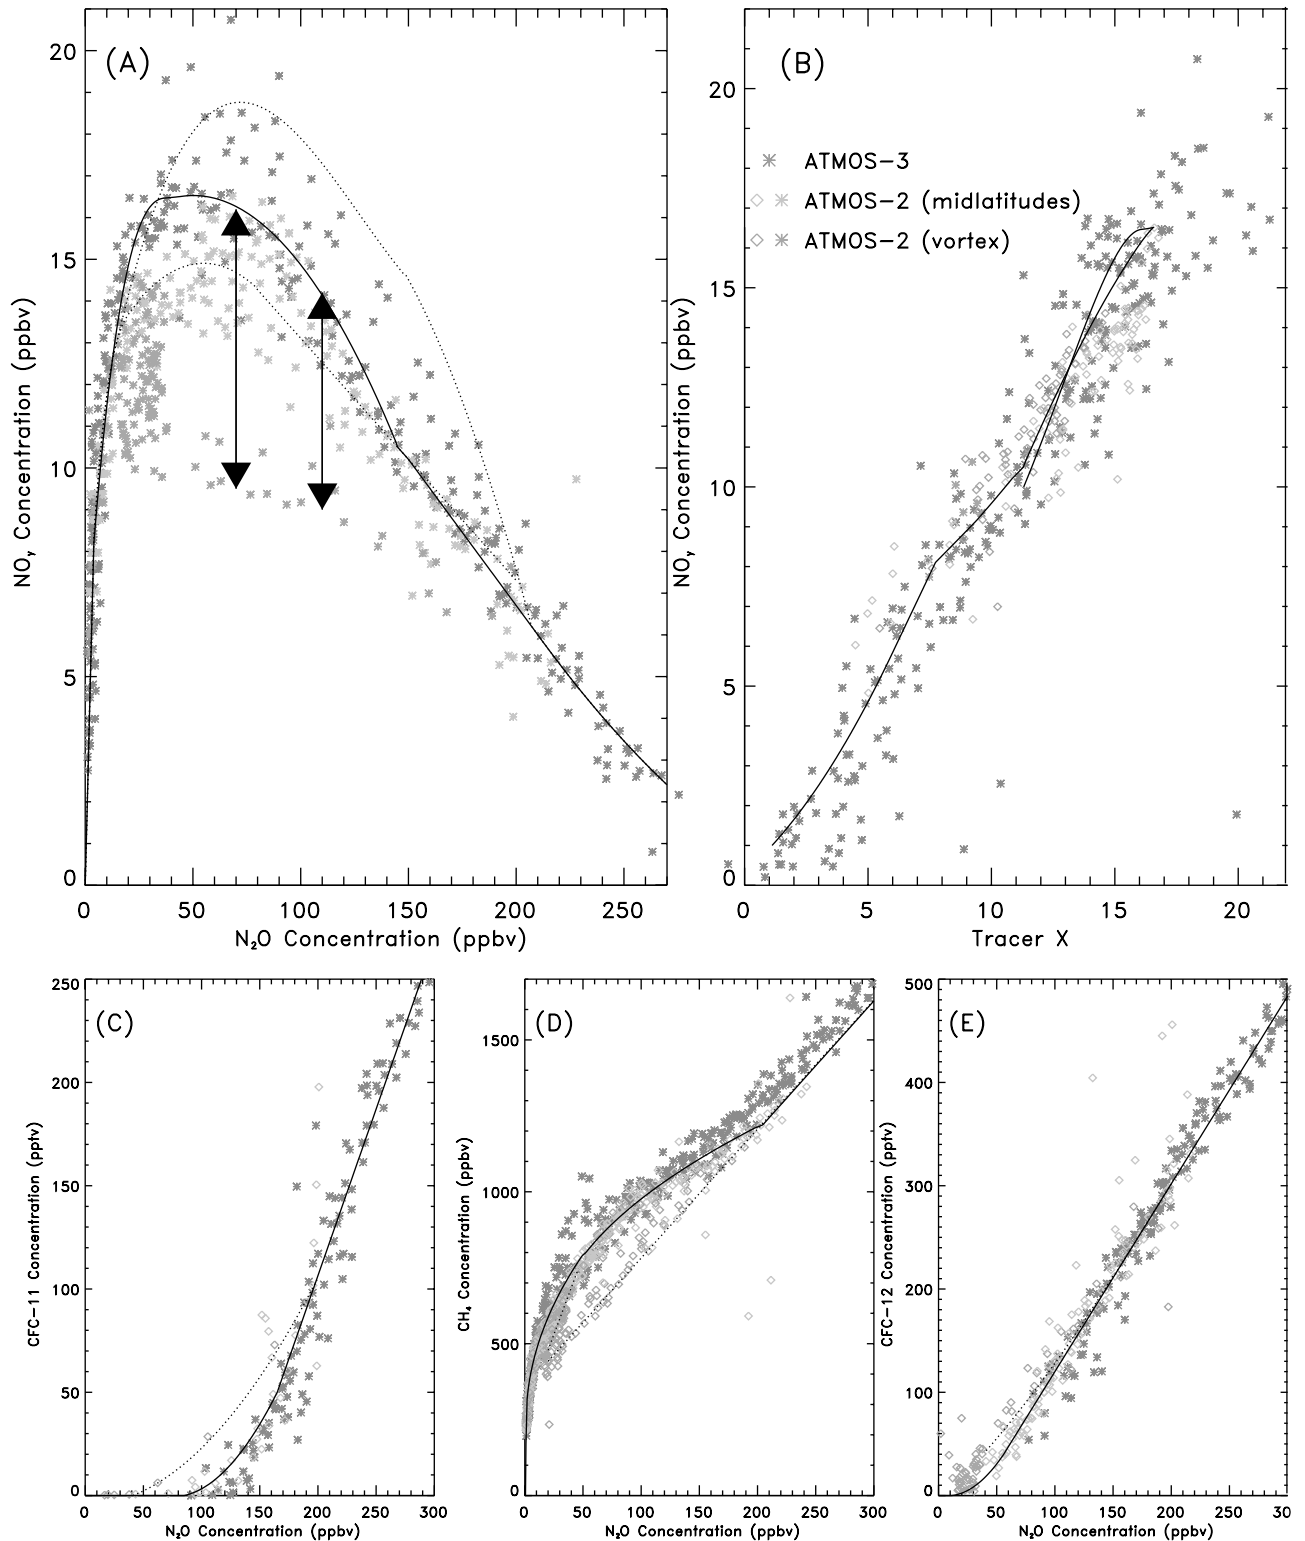 (A)
20
15
10
5
0
0 50 100 150 200 250
NOy Concentration (ppbv)
N₂O Concentration (ppbv)
(B)
ATMOS-3
ATMOS-2 (midlatitudes)
ATMOS-2 (vortex)
20
15
10
5
0
0 5 10 15 20
NOy Concentration (ppbv)
Tracer X
(C)
250
200
150
100
50
0
0 50 100 150 200 250 300
CFC-11 Concentration (pptv)
N₂O Concentration (ppbv)
(D)
1500
1000
500
0
0 50 100 150 200 250 300
CH₄ Concentration (ppbv)
N₂O Concentration (ppbv)
(E)
500
400
300
200
100
0
0 50 100 150 200 250 300
CFC-12 Concentration (pptv)
N₂O Concentration (ppbv)